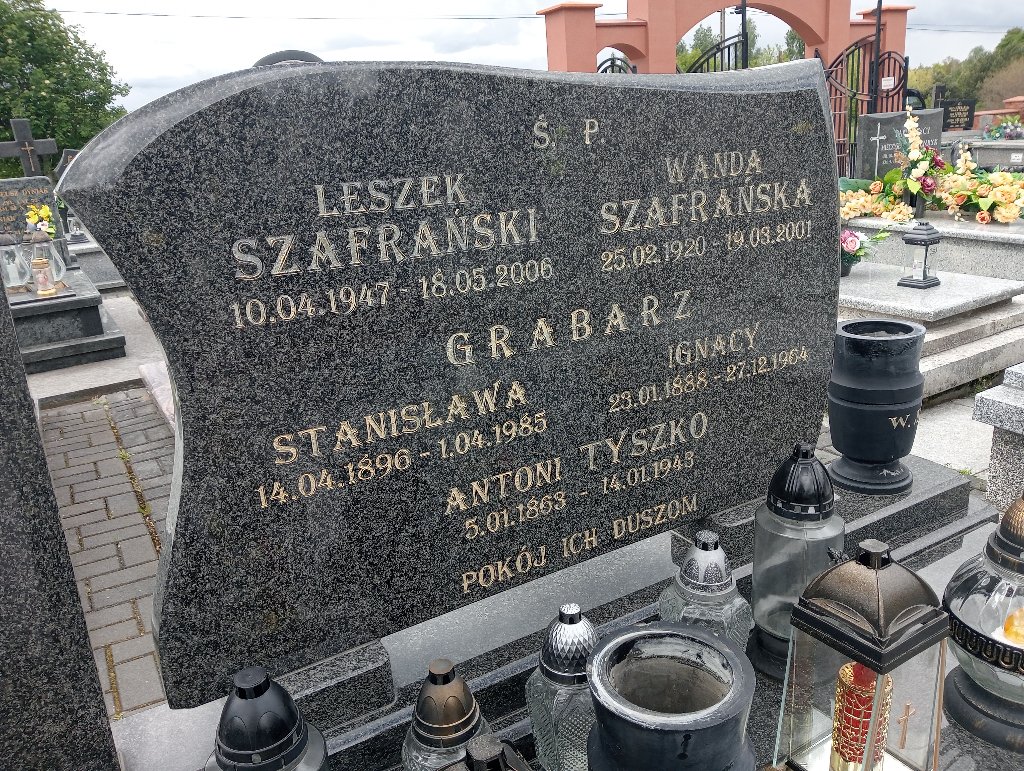 Ś. P
LESZEK
SZAFRAŃSKI
10.04.1947 - 18.05.2006
WANDA
SZAFRAŃSKA
25.02.1920 - 19.03.2001
GRABARZ
STANISŁAWA
14.04.1896 - 1.04.1985
IGNACY
23.01.1888 - 27.12.1964
ANTONI TYSZKO
5.01.1863 - 14.01.1943
POKÓJ ICH DUSZOM